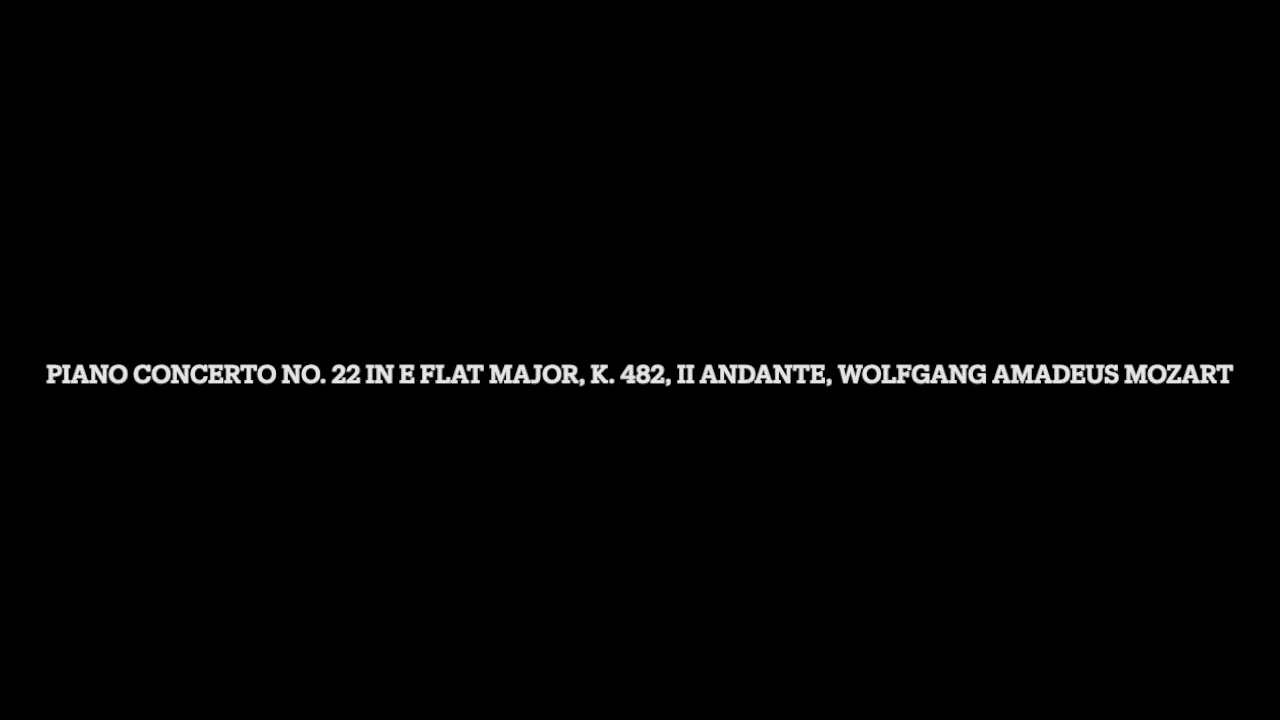 PIANO CONCERTO NO. 22 IN E FLAT MAJOR, K. 482, II ANDANTE, WOLFGANG AMADEUS MOZART